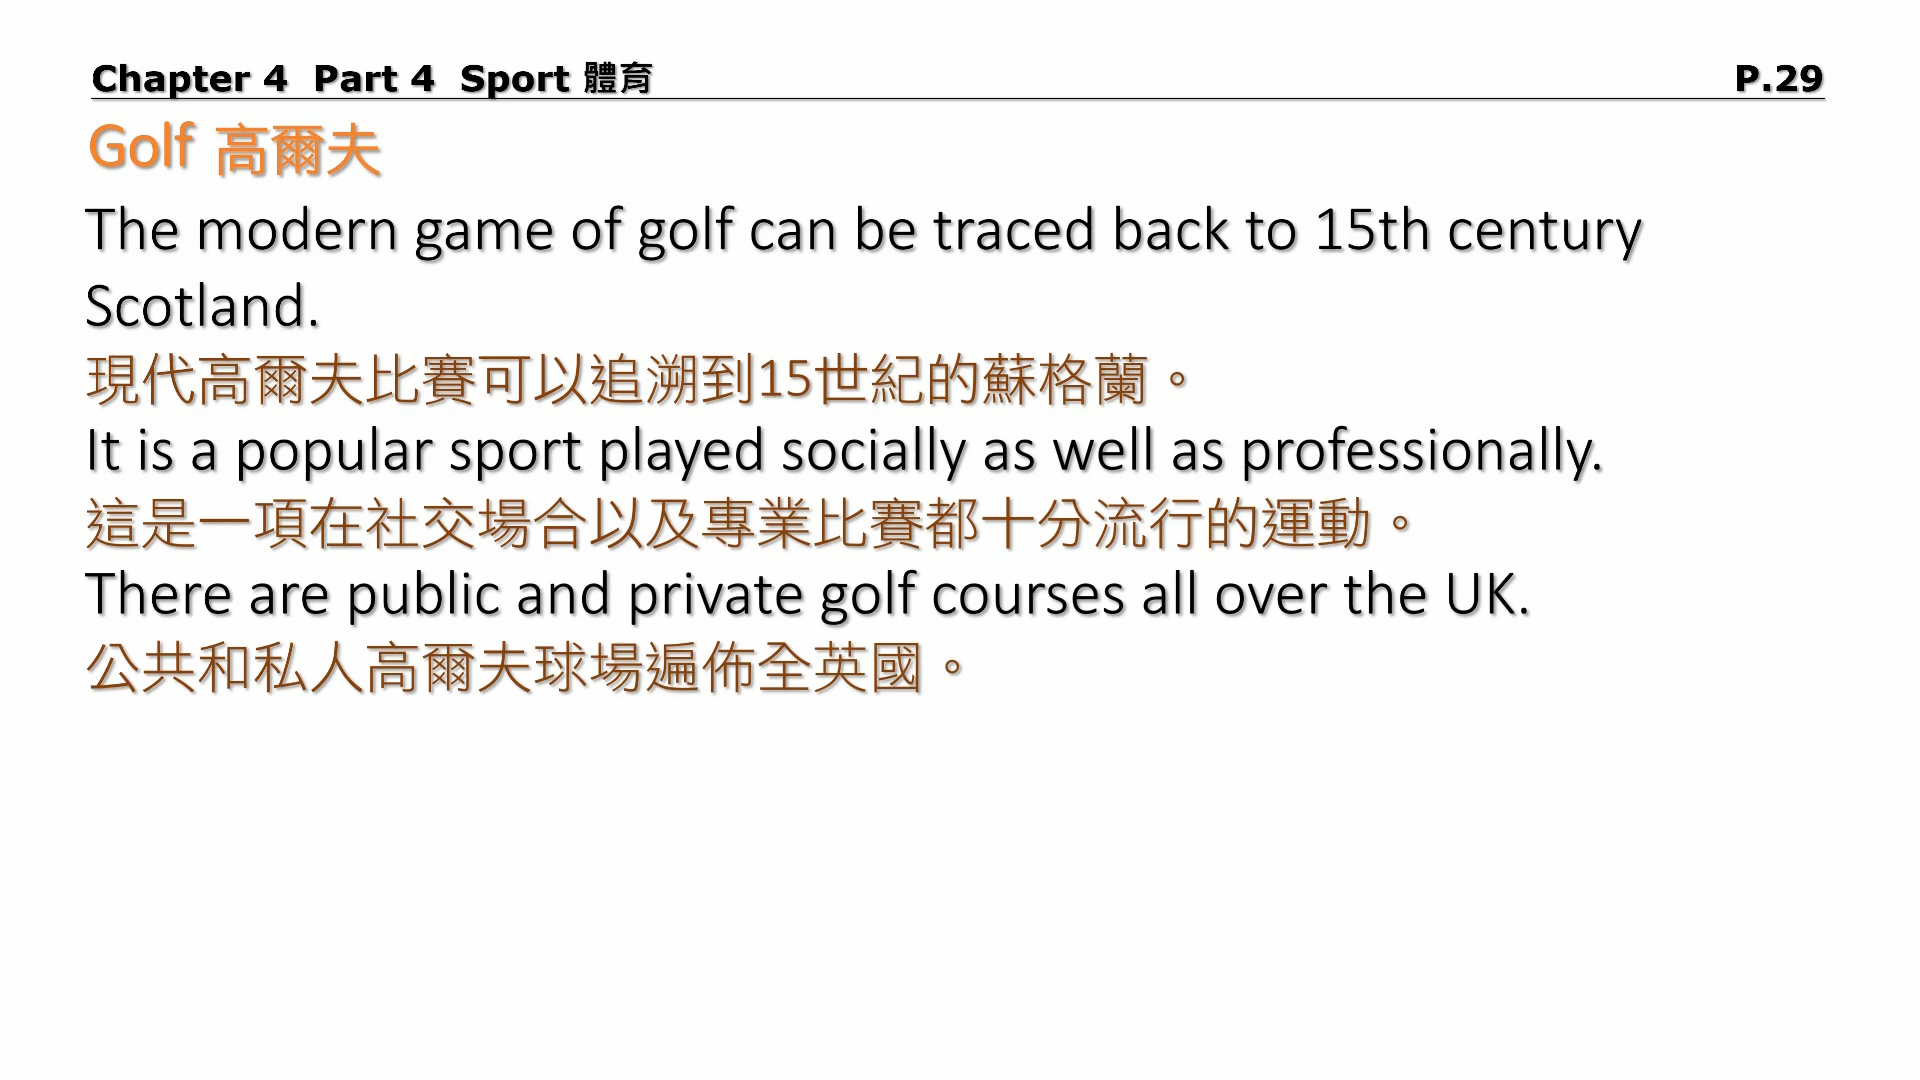 Chapter 4  Part 4  Sport 體育
P.29
Golf 高爾夫
The modern game of golf can be traced back to 15th century
Scotland.
現代高爾夫比賽可以追溯到15世紀的蘇格蘭。
It is a popular sport played socially as well as professionally.
這是一項在社交場合以及專業比賽都十分流行的運動。
There are public and private golf courses all over the UK.
公共和私人高爾夫球場遍佈全英國。